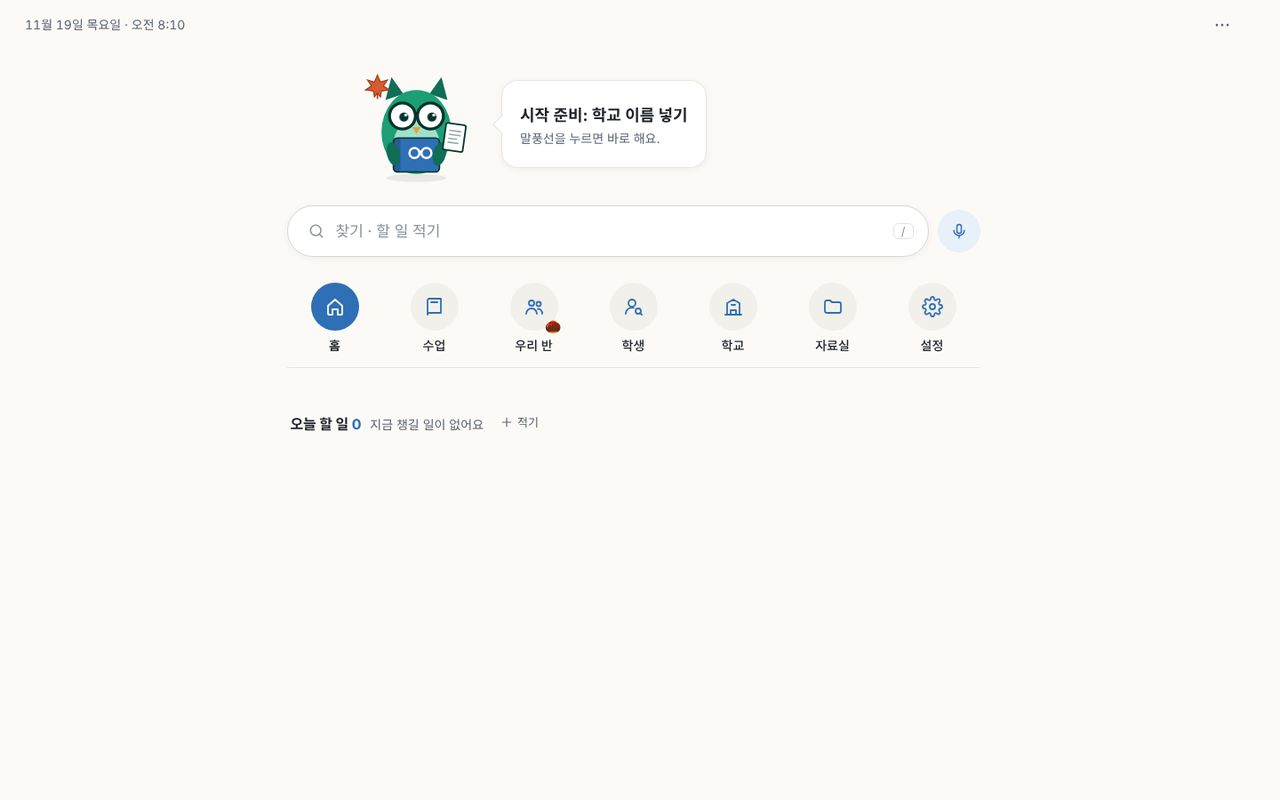 11월 19일 목요일 · 오전 8:10
시작 준비: 학교 이름 넣기
말풍선을 누르면 바로 해요.
찾기 · 할 일 적기 /
홈 수업 우리 반 학생 학교 자료실 설정
오늘 할 일 0 지금 챙길 일이 없어요 + 적기